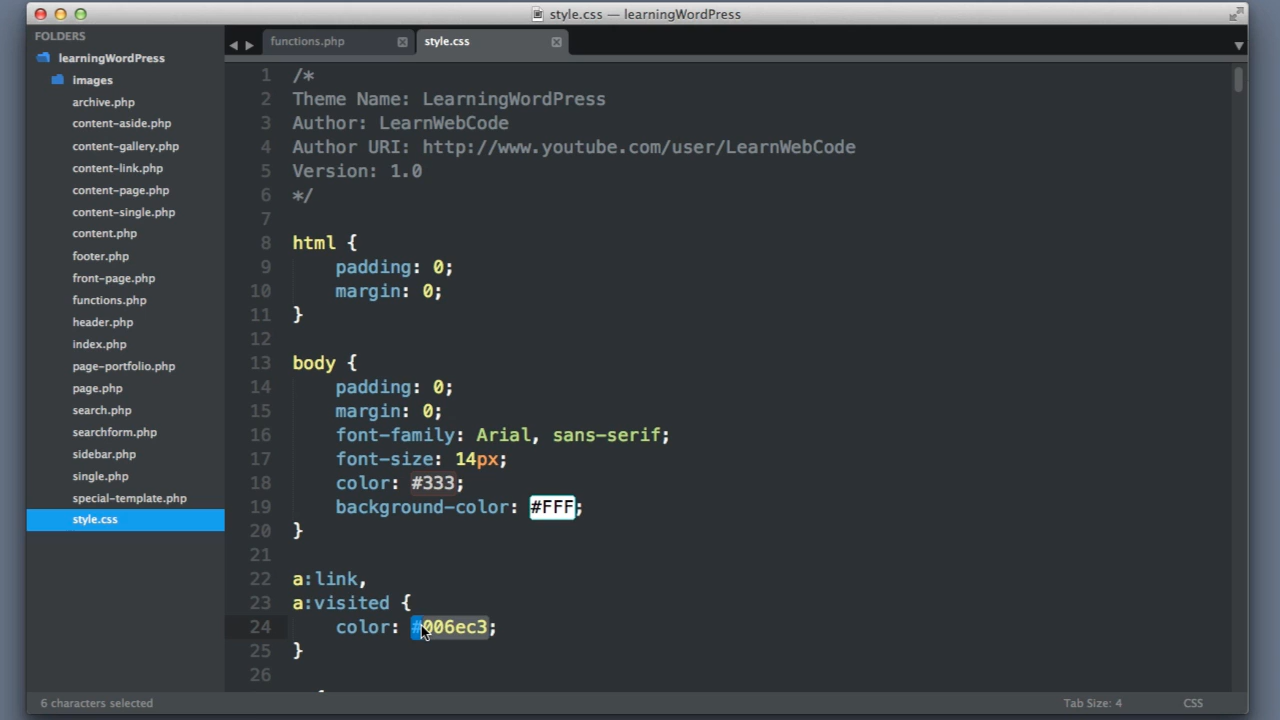 style.css — learningWordPress
FOLDERS
learningWordPress
images
archive.php
content-aside.php
content-gallery.php
content-link.php
content-page.php
content-single.php
content.php
footer.php
front-page.php
functions.php
header.php
index.php
page-portfolio.php
page.php
search.php
searchform.php
sidebar.php
single.php
special-template.php
style.css
functions.php
style.css
1 /*
2 Theme Name: LearningWordPress
3 Author: LearnWebCode
4 Author URI: http://www.youtube.com/user/LearnWebCode
5 Version: 1.0
6 */
7
8 html {
9 padding: 0;
10 margin: 0;
11 }
12
13 body {
14 padding: 0;
15 margin: 0;
16 font-family: Arial, sans-serif;
17 font-size: 14px;
18 color: #333;
19 background-color: #FFF;
20 }
21
22 a:link,
23 a:visited {
24 color: #006ec3;
25 }
26
6 characters selected
Tab Size: 4
CSS